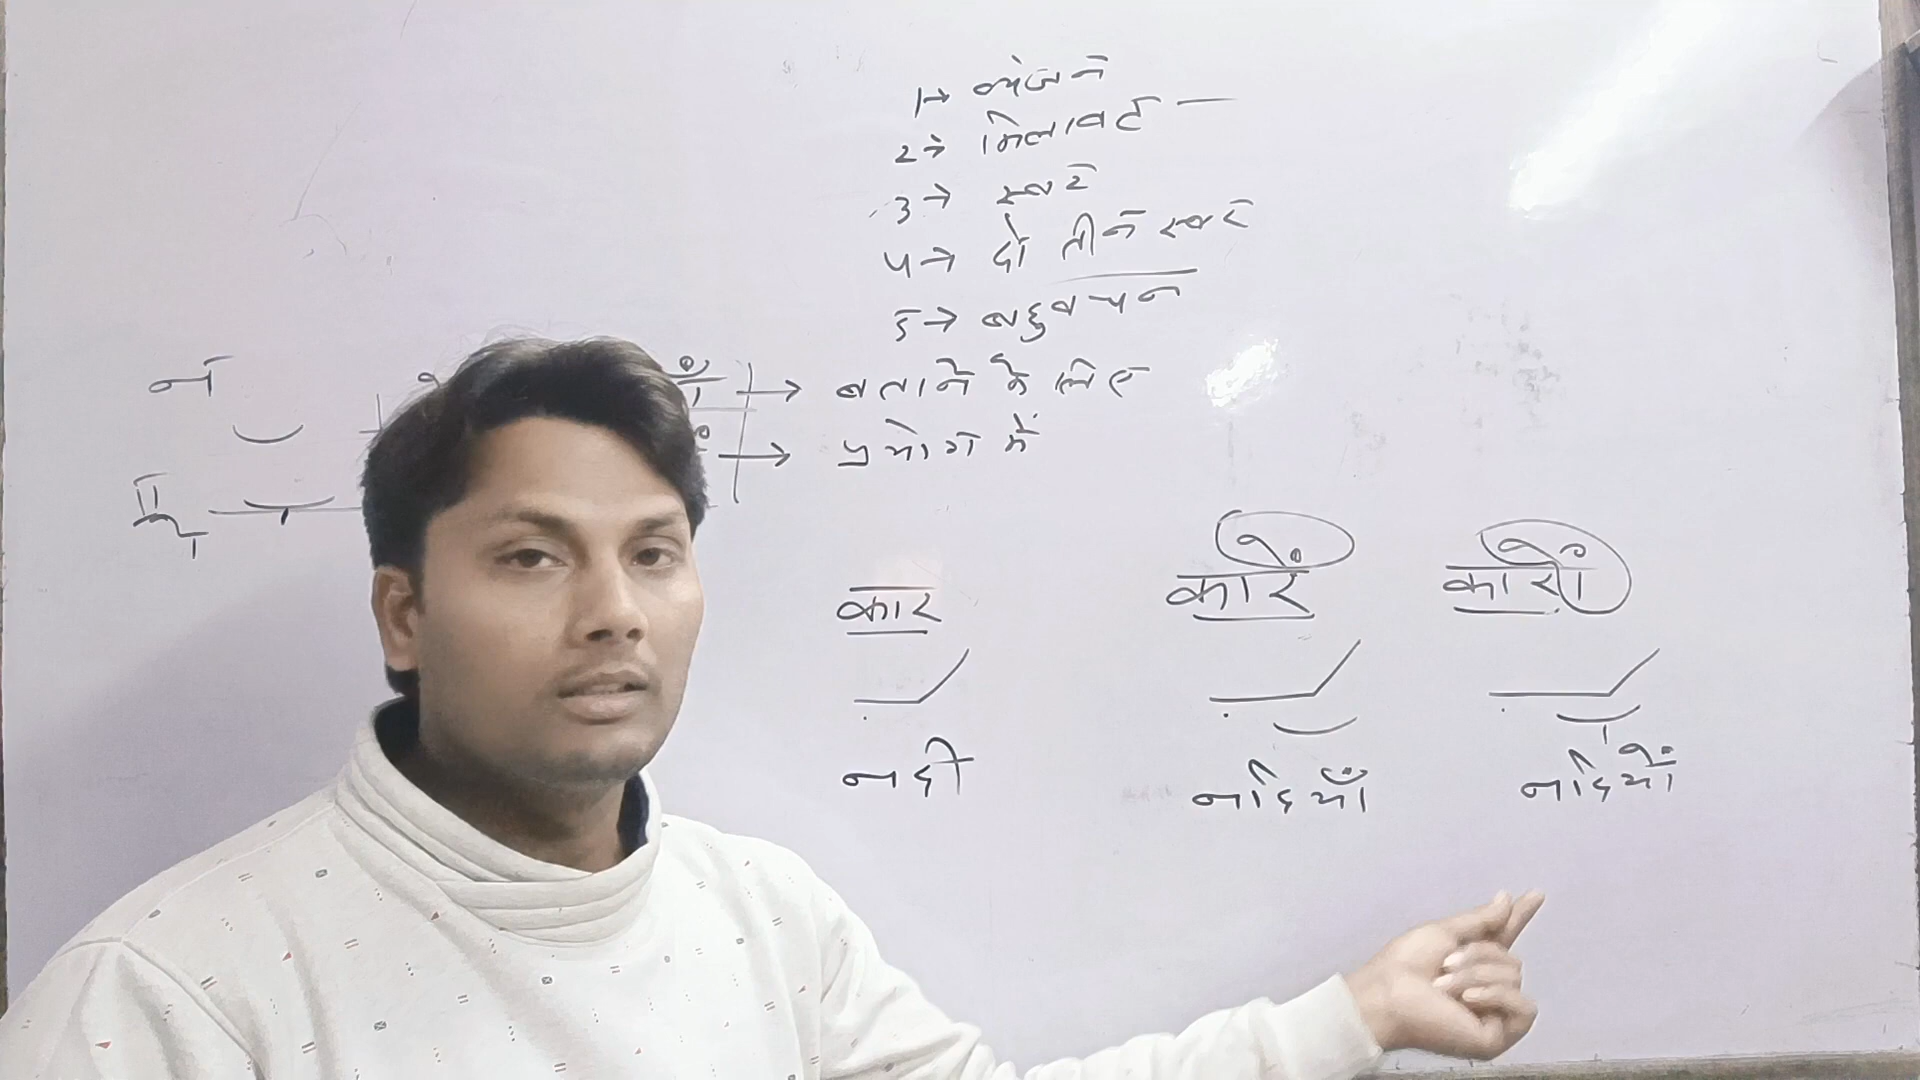 1→ व्यंजन
2→ मिलावट —
3→ स्वर
4→ दो तीन स्वर
5→ बहुवचन
→ बताने के लिए
→ प्रयोग में
कार कारें कारों
नदी नदियाँ नदियों